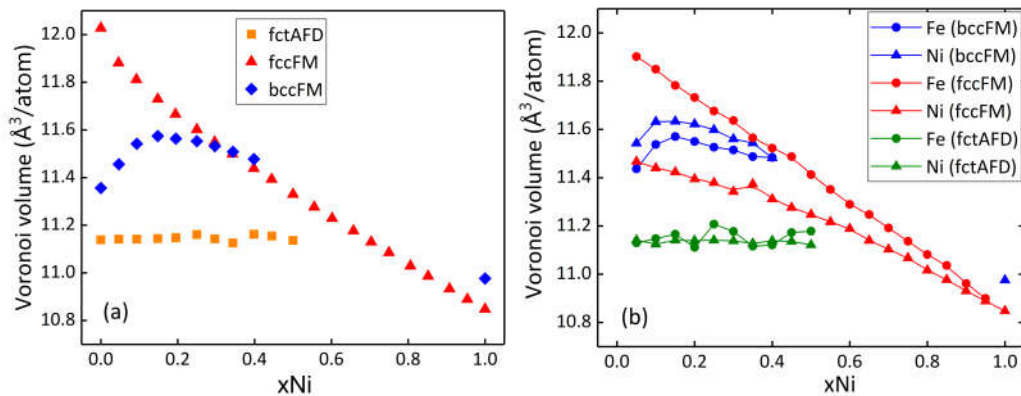 12.0
11.8
11.6
11.4
11.2
11.0
10.8
Voronoi volume (Å³/atom)
fctAFD
fccFM
bccFM
(a)
0.0 0.2 0.4 0.6 0.8 1.0
xNi
12.0
11.8
11.6
11.4
11.2
11.0
10.8
Voronoi volume (Å³/atom)
Fe (bccFM)
Ni (bccFM)
Fe (fccFM)
Ni (fccFM)
Fe (fctAFD)
Ni (fctAFD)
(b)
0.0 0.2 0.4 0.6 0.8 1.0
xNi